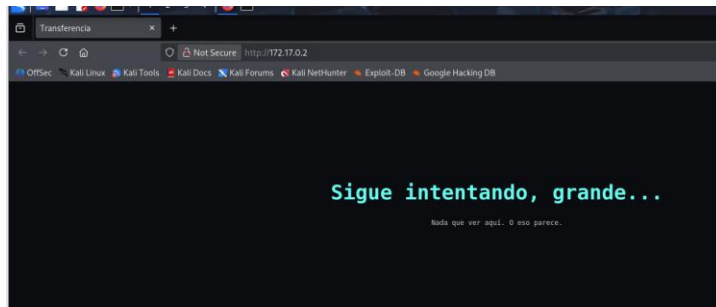 Transferencia
Not Secure http://172.17.0.2
OffSec Kali Linux Kali Tools Kali Docs Kali Forums Kali NetHunter Exploit-DB Google Hacking DB
Sigue intentando, grande...
Nada que ver aqui. O eso parece.